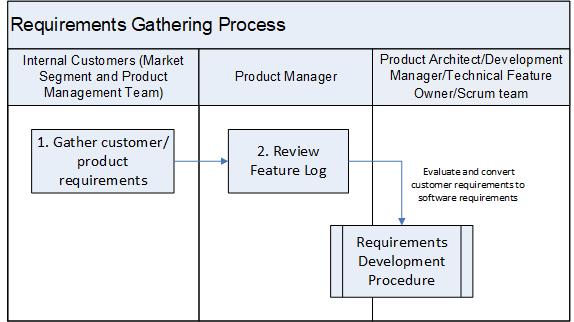 Requirements Gathering Process
Internal Customers (Market
Segment and Product
Management Team)
Product Manager
Product Architect/Development
Manager/Technical Feature
Owner/Scrum team
1. Gather customer/
product
requirements
2. Review
Feature Log
Evaluate and convert
customer requirements to
software requirements
Requirements
Development
Procedure